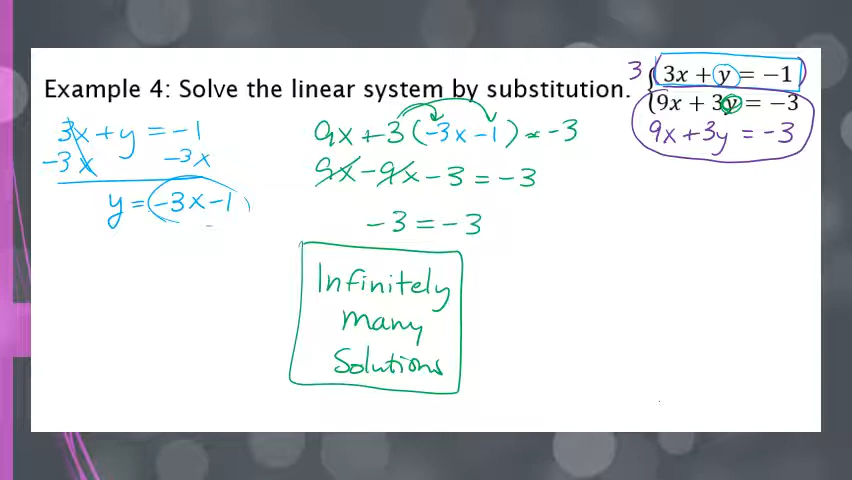 Example 4: Solve the linear system by substitution.
3 { (3x + y = −1)
9x + 3y = −3
9x + 3y = −3
3x + y = −1
−3x −3x
y = −3x − 1
9x + 3(−3x − 1) = −3
9x − 9x − 3 = −3
−3 = −3
Infinitely
many
Solutions